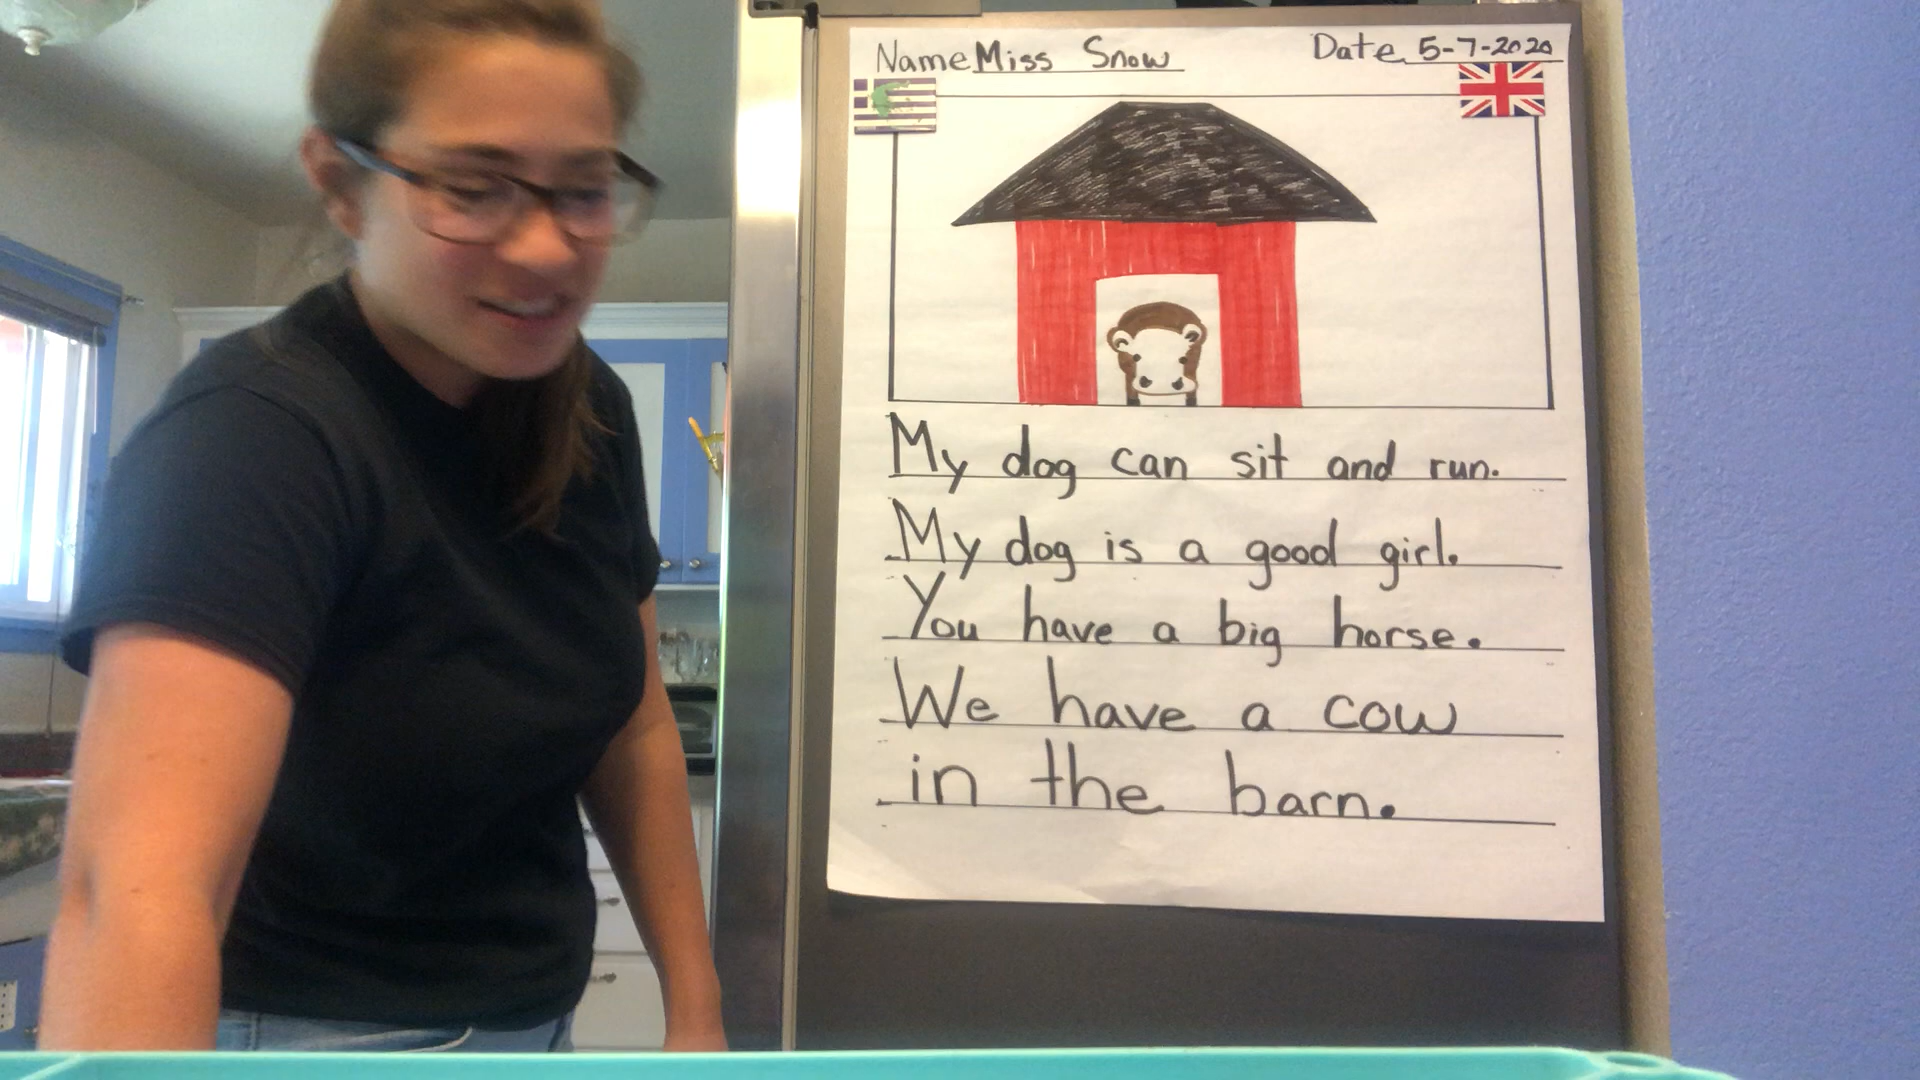 Name Miss Snow Date 5-7-2020
My dog can sit and run.
My dog is a good girl.
You have a big horse.
We have a cow
in the barn.